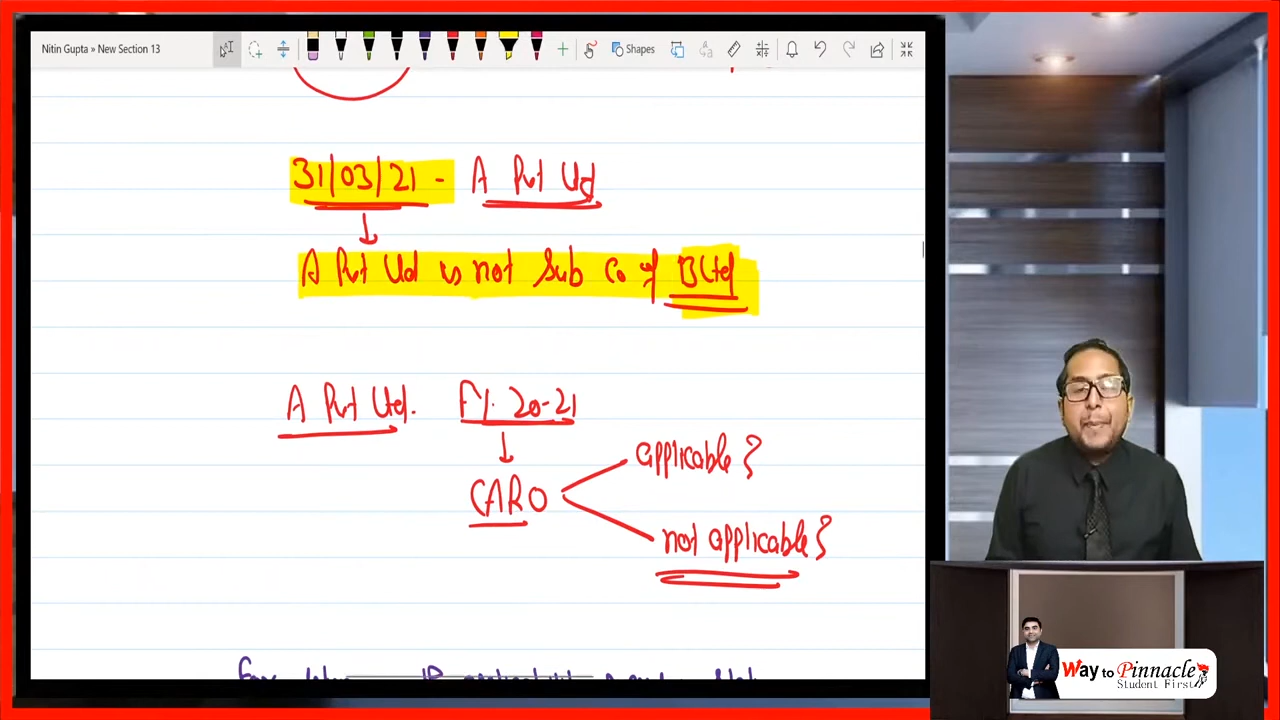 Nitin Gupta » New Section 13
Shapes
31/03/21 - A Pvt Ltd
A Pvt Ltd is not Sub Co of B Ltd
A Pvt Ltd. FY. 20-21
applicable?
CARO
not applicable?
Way to Pinnacle
Student First